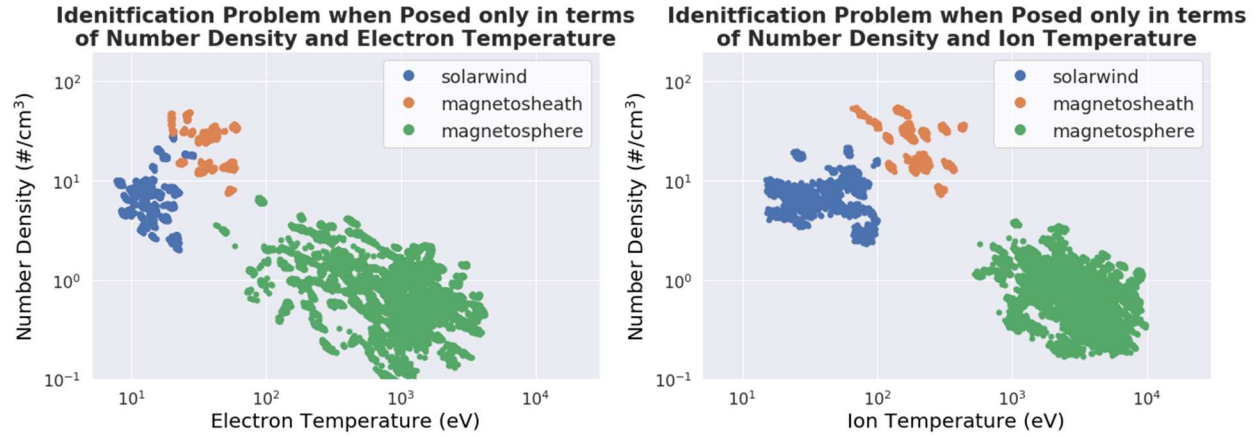 Idenitfication Problem when Posed only in terms
of Number Density and Electron Temperature
Number Density (#/cm³)
10²
10¹
10⁰
10⁻¹
solarwind
magnetosheath
magnetosphere
10¹ 10² 10³ 10⁴
Electron Temperature (eV)
Idenitfication Problem when Posed only in terms
of Number Density and Ion Temperature
Number Density (#/cm³)
10²
10¹
10⁰
10⁻¹
solarwind
magnetosheath
magnetosphere
10¹ 10² 10³ 10⁴
Ion Temperature (eV)